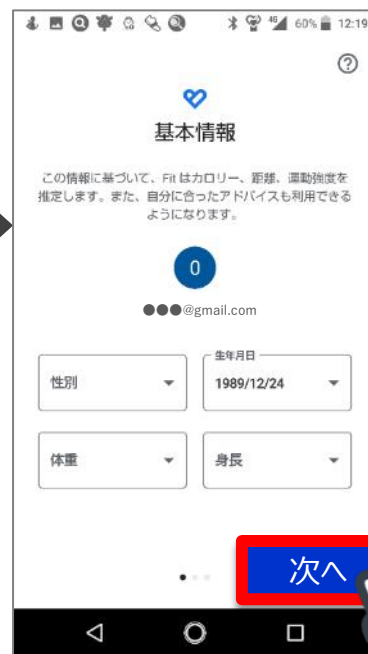 4G 60% 12:19
基本情報
この情報に基づいて、Fit はカロリー、距離、運動強度を
推定します。また、自分に合ったアドバイスも利用できる
ようになります。
0
●●●@gmail.com
性別
生年月日
1989/12/24
体重
身長
次へ